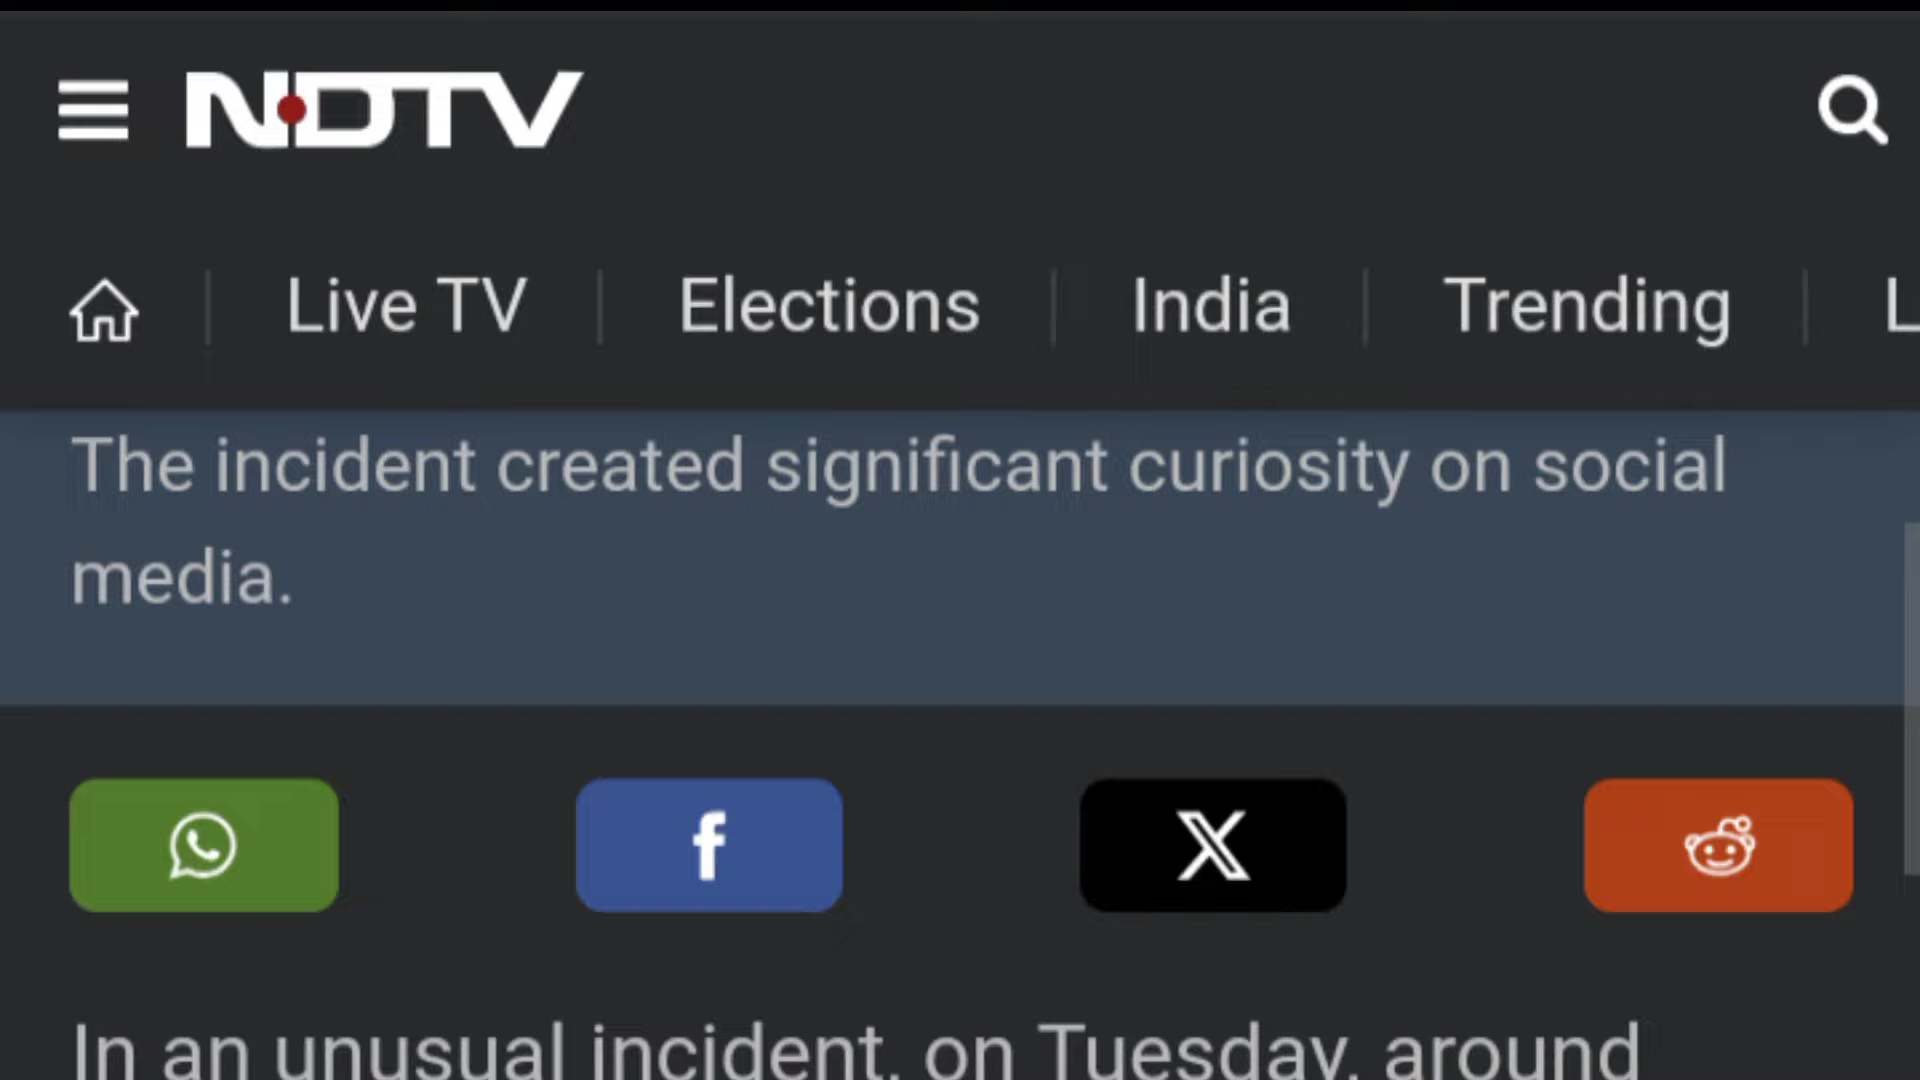 NDTV
Live TV Elections India Trending L
The incident created significant curiosity on social
media.
In an unusual incident, on Tuesday, around